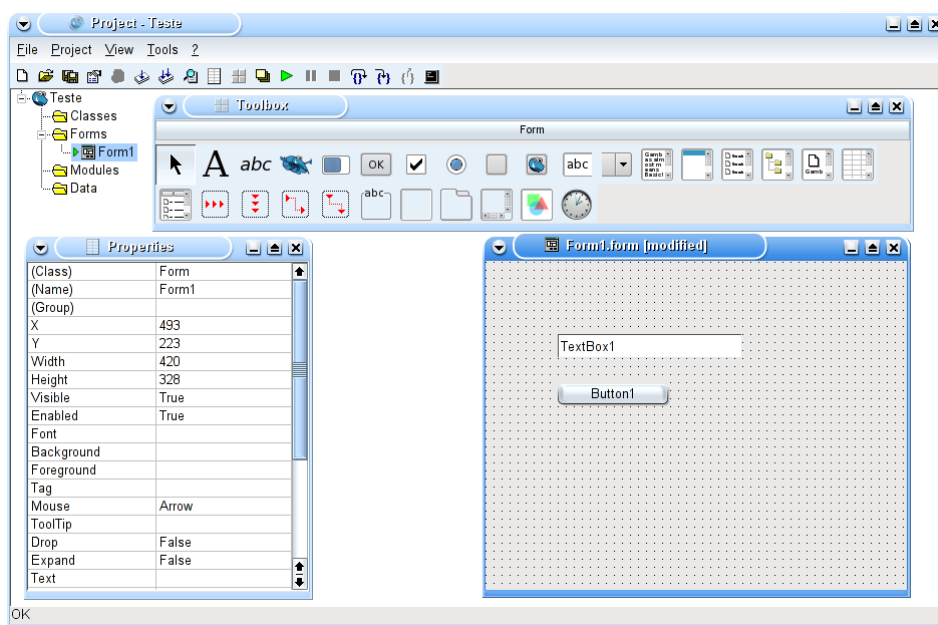 Project - Teste
File Project View Tools ?
Teste
Classes
Forms
Form1
Modules
Data
Toolbox
Form
A abc OK abc
abc
Properties
(Class) Form
(Name) Form1
(Group)
X 493
Y 223
Width 420
Height 328
Visible True
Enabled True
Font
Background
Foreground
Tag
Mouse Arrow
ToolTip
Drop False
Expand False
Text
Form1.form [modified]
TextBox1
Button1
OK